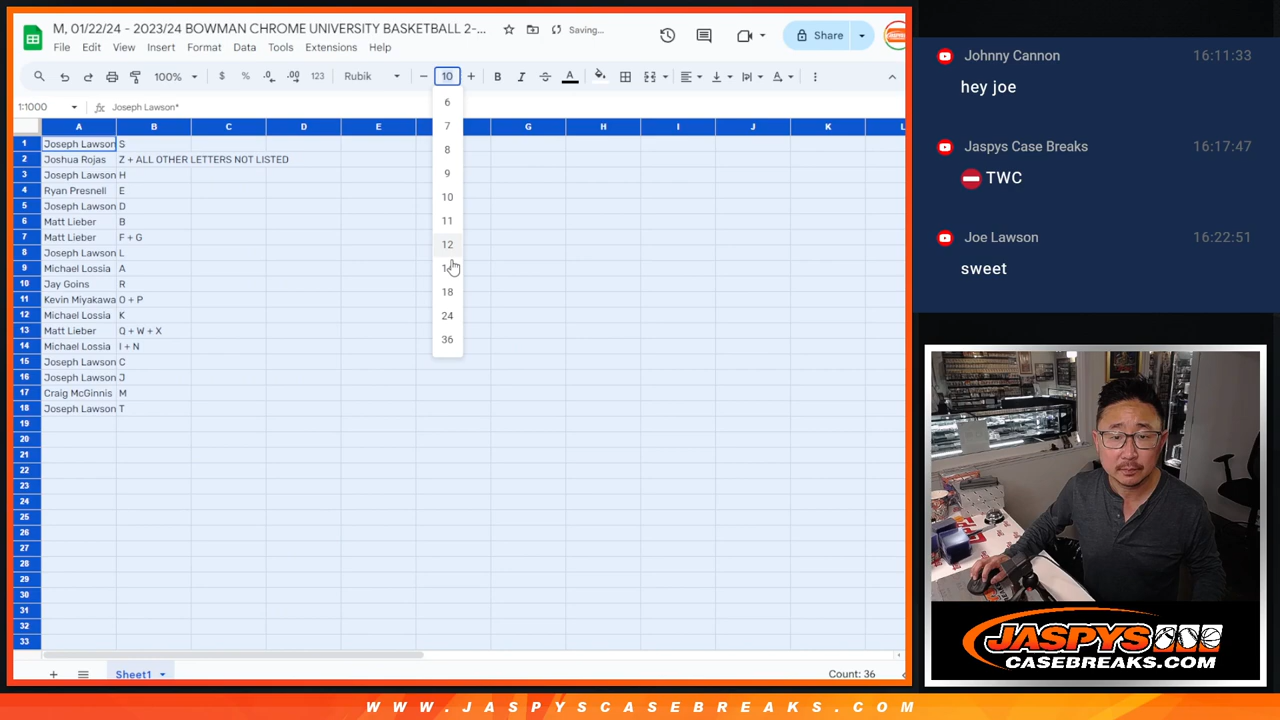 M, 01/22/24 - 2023/24 BOWMAN CHROME UNIVERSITY BASKETBALL 2-...
Saving...
Share
File Edit View Insert Format Data Tools Extensions Help
100% $ % .0 .00 123 Rubik 10 B I A
1:1000 fx Joseph Lawson*
A B C D E G H I J K L
1 Joseph Lawson S
2 Joshua Rojas Z + ALL OTHER LETTERS NOT LISTED
3 Joseph Lawson H
4 Ryan Presnell E
5 Joseph Lawson D
6 Matt Lieber B
7 Matt Lieber F + G
8 Joseph Lawson L
9 Michael Lossia A
10 Jay Goins R
11 Kevin Miyakawa O + P
12 Michael Lossia K
13 Matt Lieber Q + W + X
14 Michael Lossia I + N
15 Joseph Lawson C
16 Joseph Lawson J
17 Craig McGinnis M
18 Joseph Lawson T
19
20
21
22
23
24
25
26
27
28
29
30
31
32
33
6
7
8
9
10
11
12
18
24
36
Sheet1
Count: 36
Johnny Cannon 16:11:33
hey joe
Jaspys Case Breaks 16:17:47
TWC
Joe Lawson 16:22:51
sweet
JASPYS
CASEBREAKS.COM
WWW.JASPYSCASEBREAKS.COM